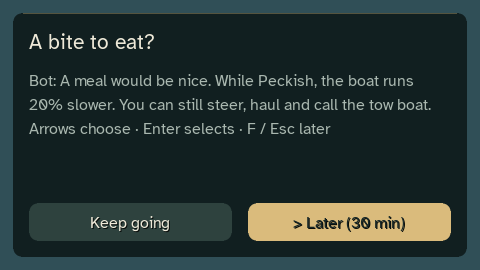 A bite to eat?
Bot: A meal would be nice. While Peckish, the boat runs
20% slower. You can still steer, haul and call the tow boat.
Arrows choose · Enter selects · F / Esc later
Keep going
> Later (30 min)